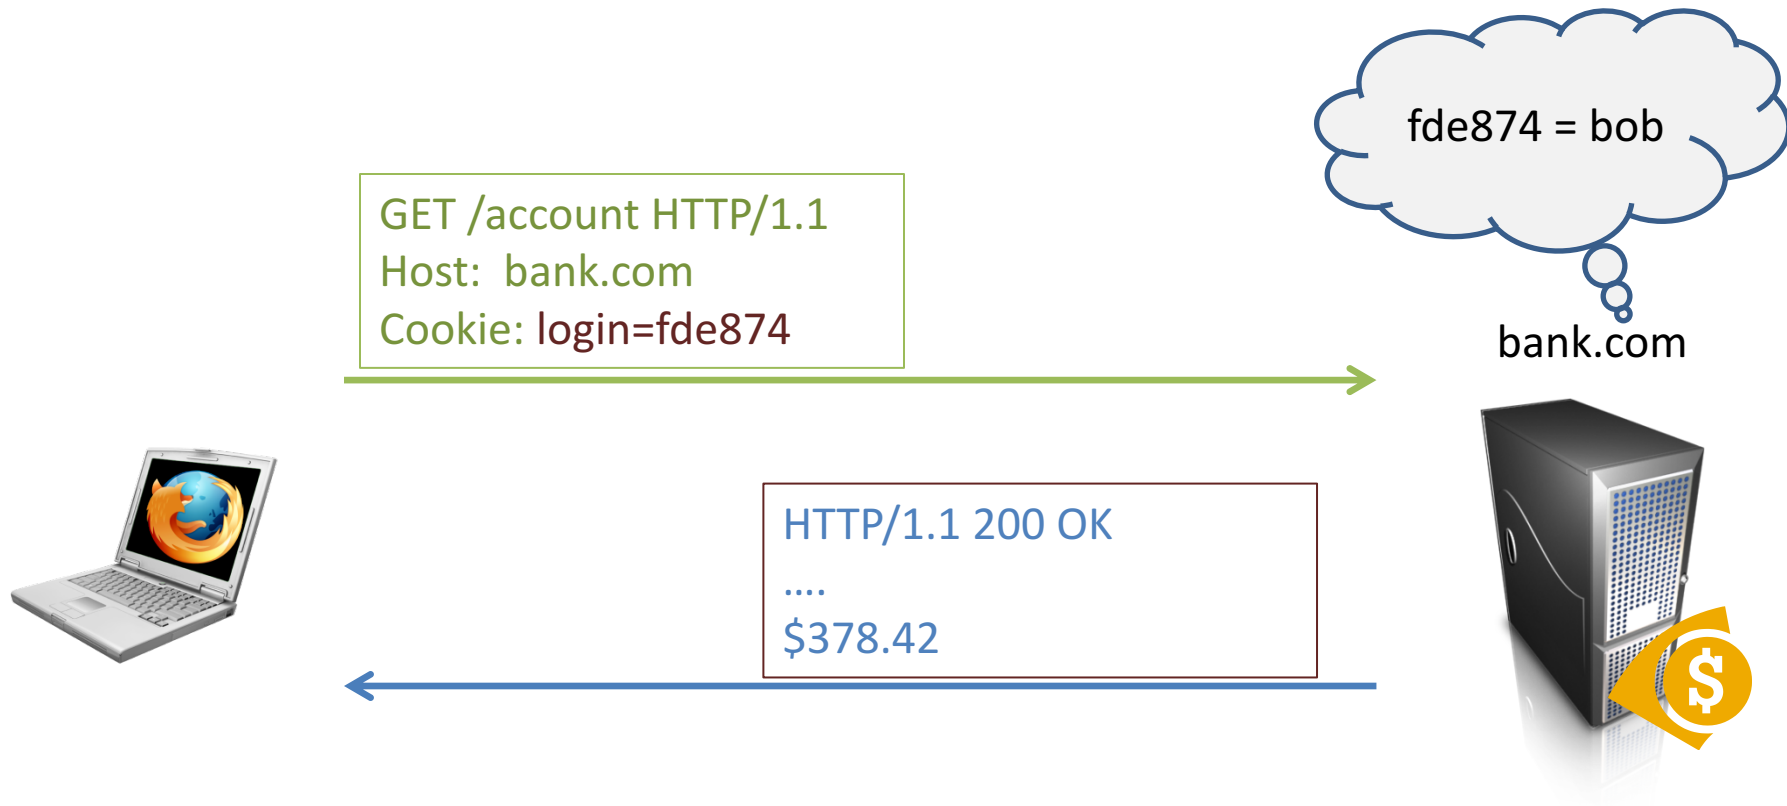 fde874 = bob
GET /account HTTP/1.1
Host:  bank.com
Cookie: login=fde874
bank.com
HTTP/1.1 200 OK
....
$378.42
$